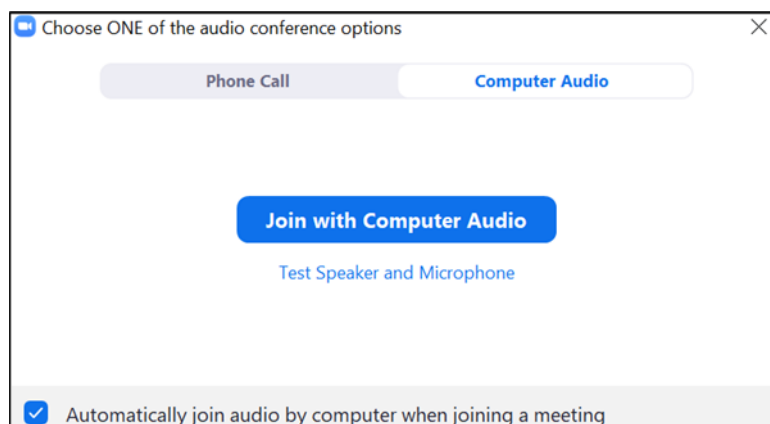 Choose ONE of the audio conference options
Phone Call
Computer Audio
Join with Computer Audio
Test Speaker and Microphone
Automatically join audio by computer when joining a meeting